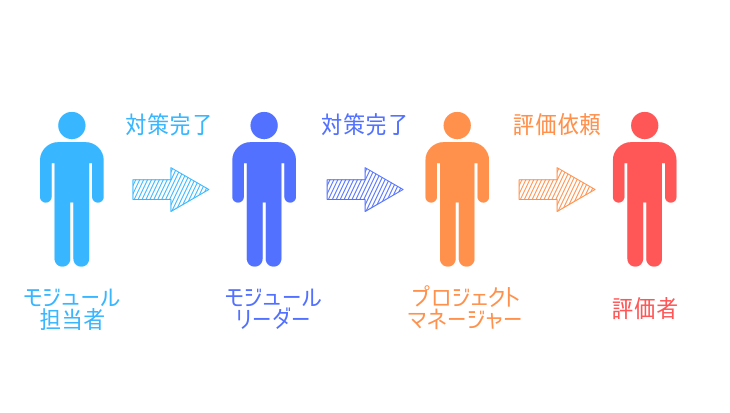 対策完了
対策完了
評価依頼
モジュール
担当者
モジュール
リーダー
プロジェクト
マネージャー
評価者